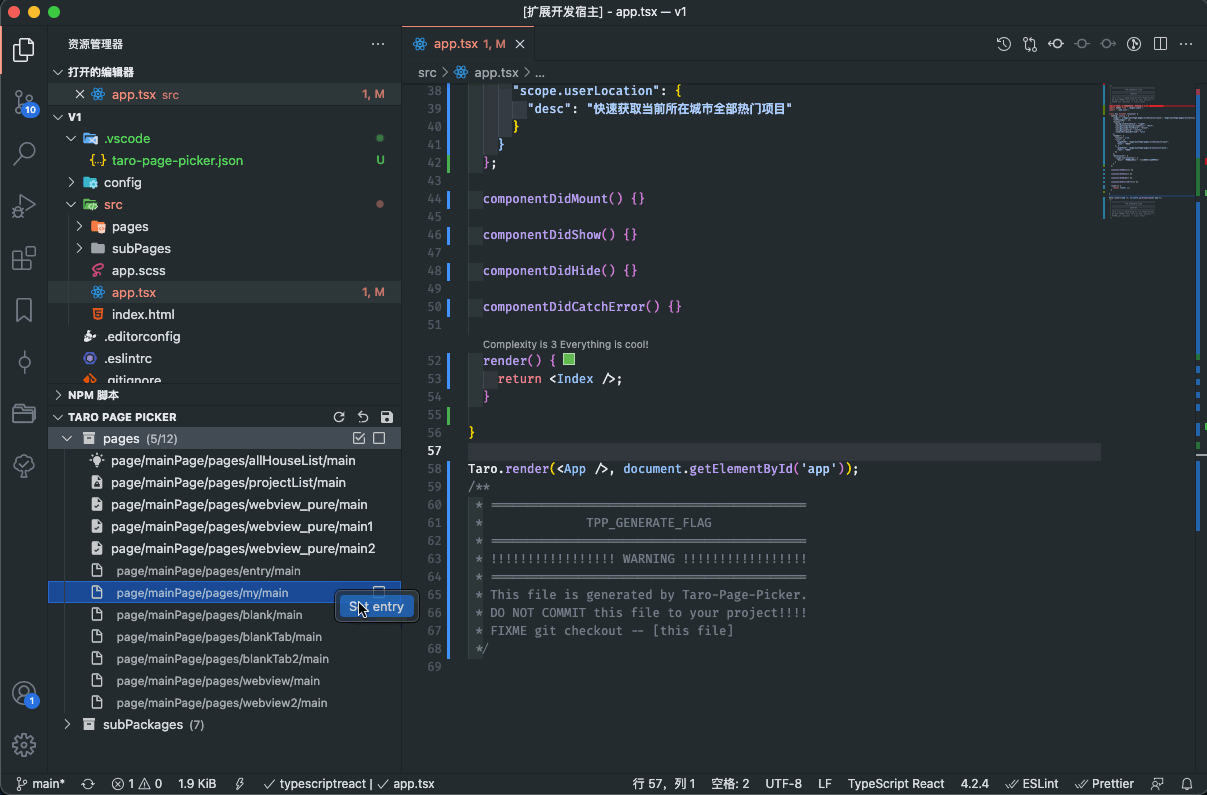 [扩展开发宿主] - app.tsx — v1
资源管理器
打开的编辑器
app.tsx src 1, M
V1
.vscode
taro-page-picker.json U
config
src
pages
subPages
app.scss
app.tsx 1, M
index.html
.editorconfig
.eslintrc
.gitignore
NPM 脚本
TARO PAGE PICKER
pages (5/12)
page/mainPage/pages/allHouseList/main
page/mainPage/pages/projectList/main
page/mainPage/pages/webview_pure/main
page/mainPage/pages/webview_pure/main1
page/mainPage/pages/webview_pure/main2
page/mainPage/pages/entry/main
page/mainPage/pages/my/main
Set entry
page/mainPage/pages/blank/main
page/mainPage/pages/blankTab/main
page/mainPage/pages/blankTab2/main
page/mainPage/pages/webview/main
page/mainPage/pages/webview2/main
subPackages (7)
10
1
app.tsx 1, M
src > app.tsx > ...
38 "scope.userLocation": {
39 "desc": "快速获取当前所在城市全部热门项目"
40 }
41 }
42 };
43
44 componentDidMount() {}
45
46 componentDidShow() {}
47
48 componentDidHide() {}
49
50 componentDidCatchError() {}
51
Complexity is 3 Everything is cool!
52 render() {
53 return <Index />;
54 }
55
56 }
57
58 Taro.render(<App />, document.getElementById('app'));
59 /**
60 * ============================================
61 * TPP_GENERATE_FLAG
62 * ============================================
63 * !!!!!!!!!!!!!!!!! WARNING !!!!!!!!!!!!!!!!!
64 * ============================================
65 * This file is generated by Taro-Page-Picker.
66 * DO NOT COMMIT this file to your project!!!!
67 * FIXME git checkout -- [this file]
68 */
69
main* 1 0 1.9 KiB typescriptreact | app.tsx 行 57，列 1 空格: 2 UTF-8 LF TypeScript React 4.2.4 ESLint Prettier